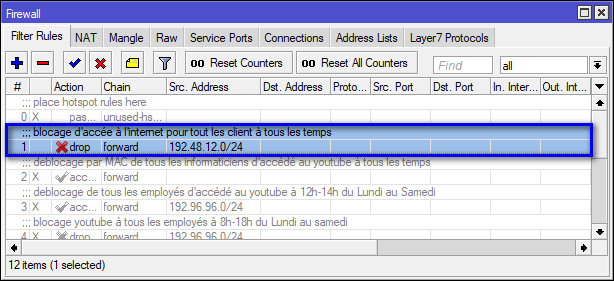 Firewall
Filter Rules NAT Mangle Raw Service Ports Connections Address Lists Layer7 Protocols
00 Reset Counters 00 Reset All Counters Find all
# Action Chain Src. Address Dst. Address Proto... Src. Port Dst. Port In. Inter... Out. Int...
;;; place hotspot rules here
0 X pas... unused-hs...
;;; blocage d'accée à l'internet pour tout les client à tous les temps
1 drop forward 192.48.12.0/24
;;; deblocage par MAC de tous les informaticiens d'accédé au youtube à tous les temps
2 X acc... forward
;;; deblocage de tous les employés d'accédé au youtube à 12h-14h du Lundi au Samedi
3 X acc... forward 192.96.96.0/24
;;; blocage youtube à tous les employés à 8h-18h du Lundi au samedi
4 X drop forward 192.96.96.0/24
12 items (1 selected)